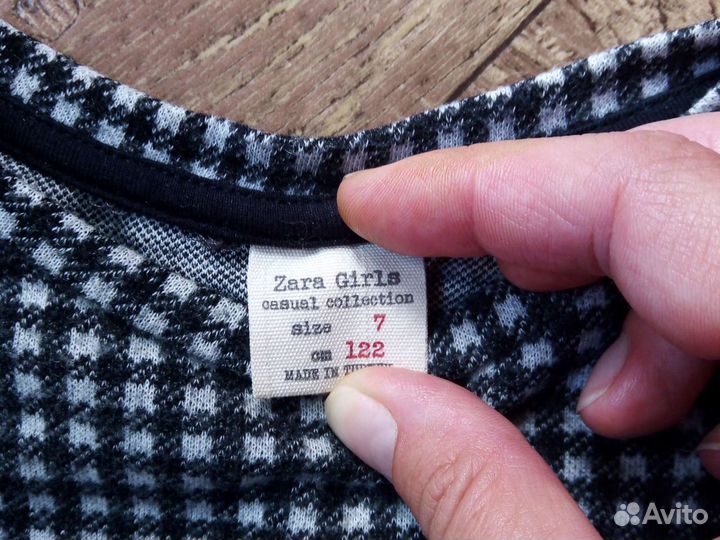 Zara Girls
casual collection
size 7
cm 122
MADE IN
Avito